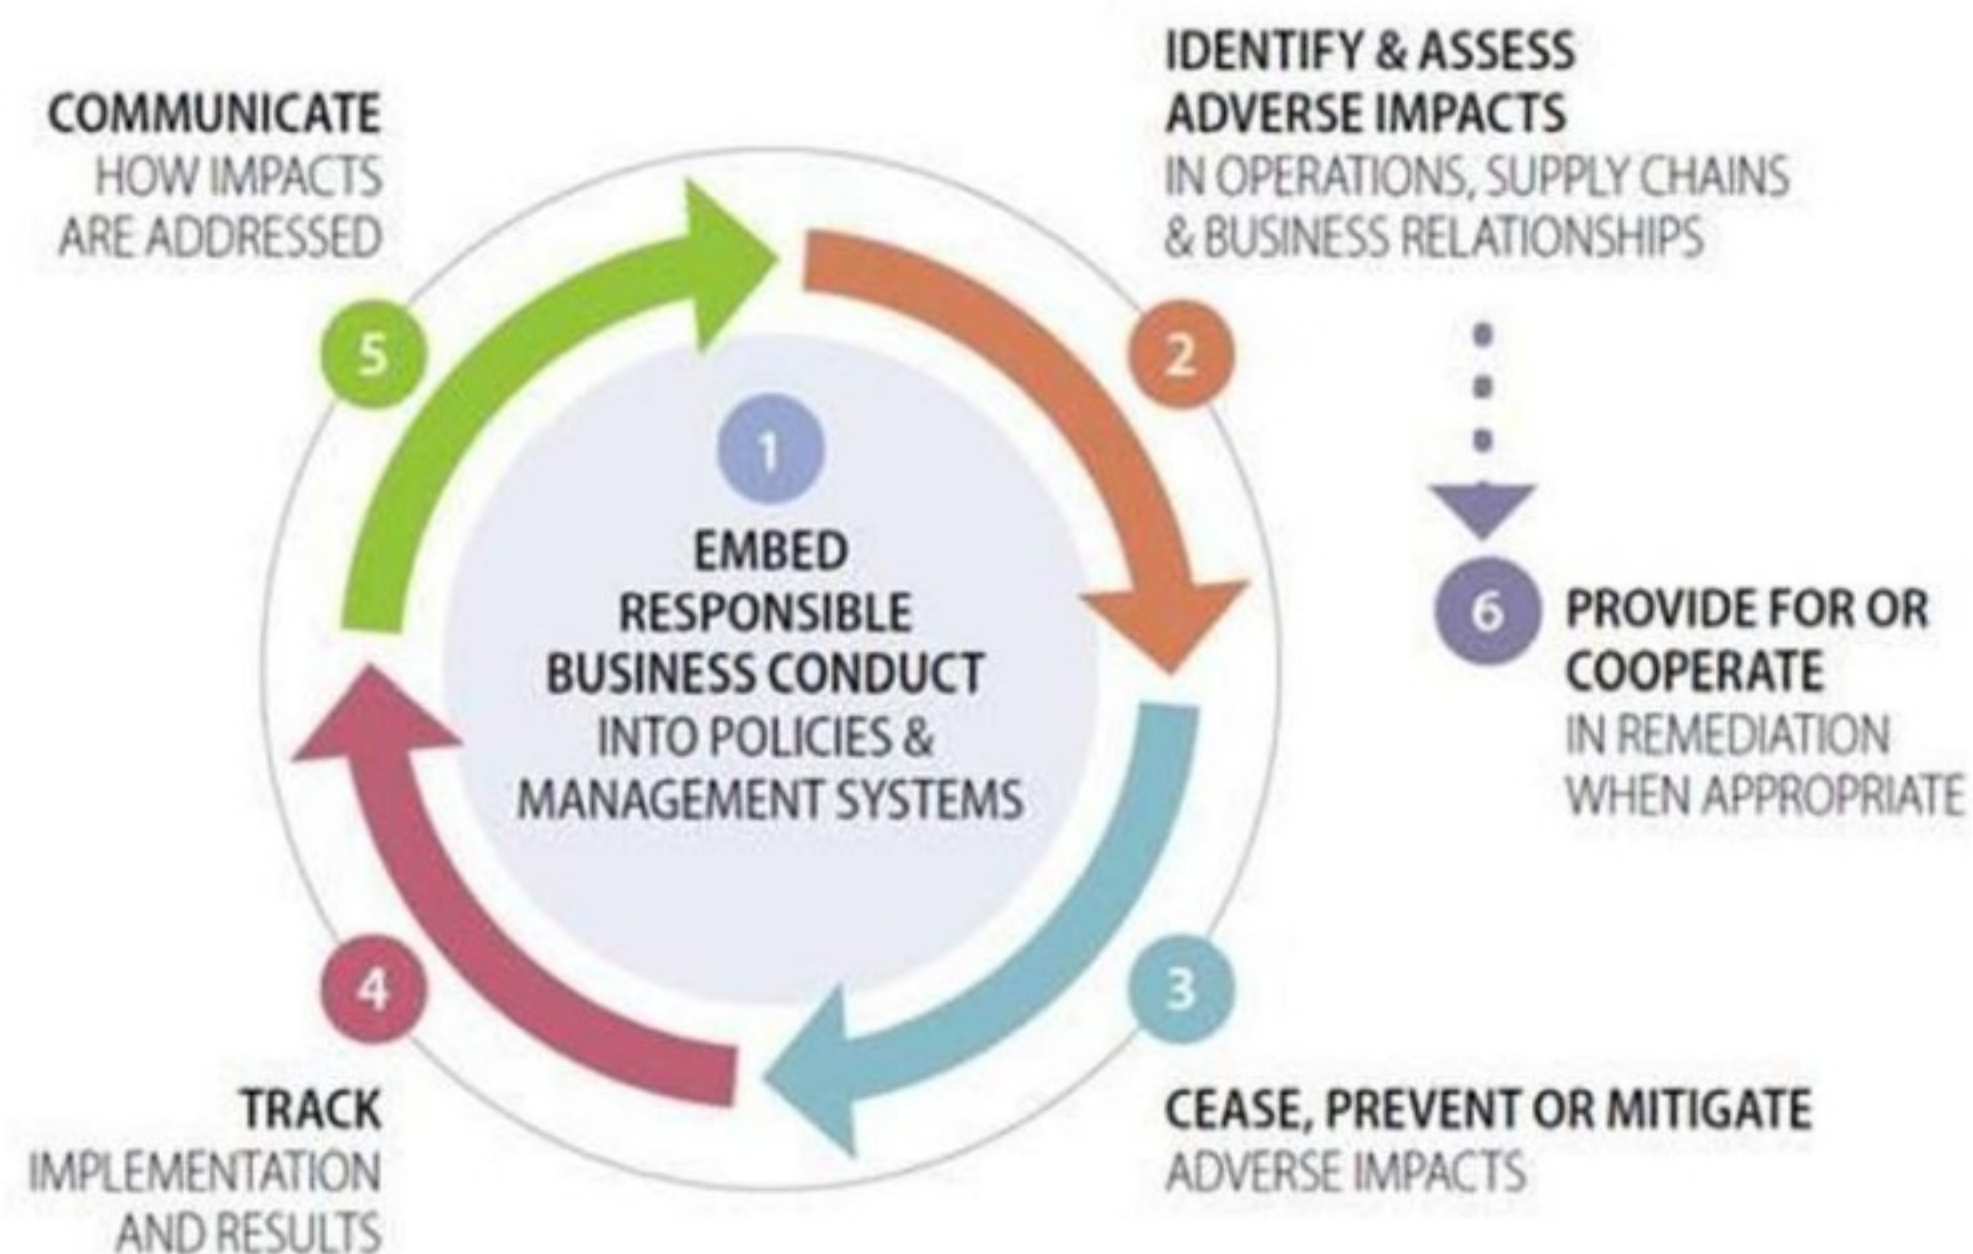 COMMUNICATE
HOW IMPACTS
ARE ADDRESSED
5
IDENTIFY & ASSESS
ADVERSE IMPACTS
IN OPERATIONS, SUPPLY CHAINS
& BUSINESS RELATIONSHIPS
2
1
EMBED
RESPONSIBLE
BUSINESS CONDUCT
INTO POLICIES &
MANAGEMENT SYSTEMS
6
PROVIDE FOR OR
COOPERATE
IN REMEDIATION
WHEN APPROPRIATE
4
TRACK
IMPLEMENTATION
AND RESULTS
3
CEASE, PREVENT OR MITIGATE
ADVERSE IMPACTS